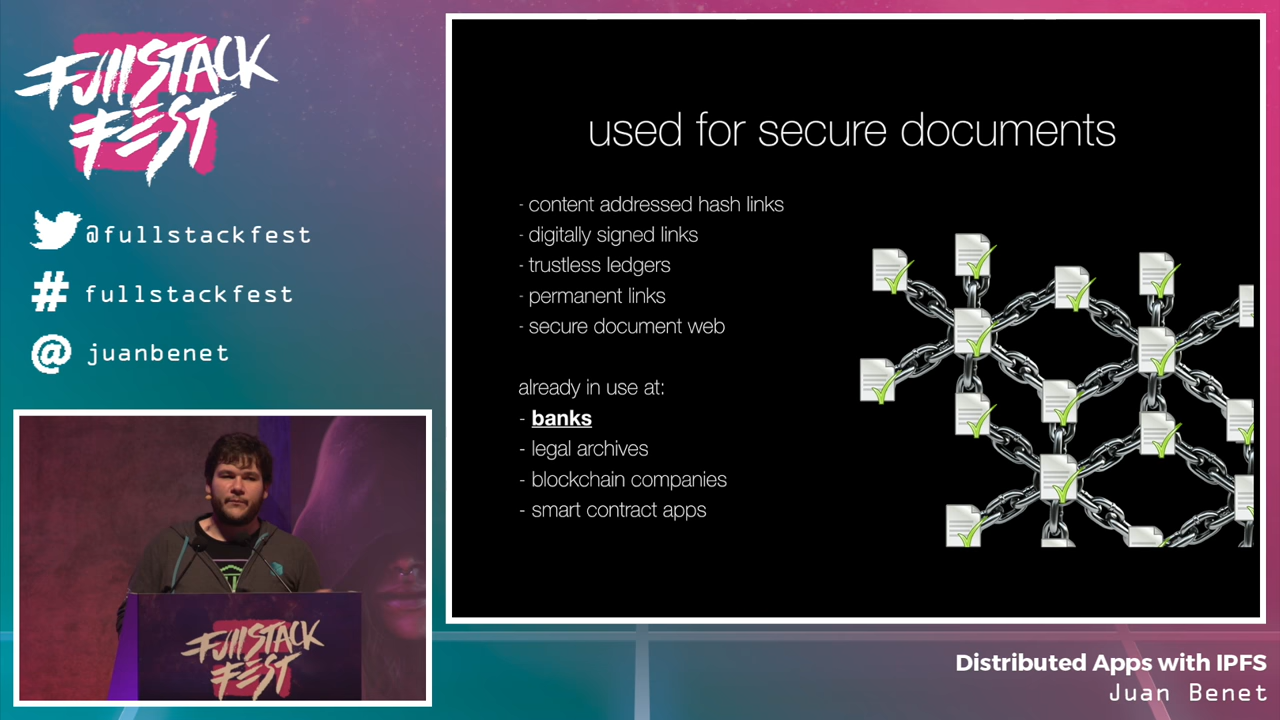 FullSTACK
FEST
@fullstackfest
# fullstackfest
@ juanbenet
used for secure documents
- content addressed hash links
- digitally signed links
- trustless ledgers
- permanent links
- secure document web
already in use at:
- banks
- legal archives
- blockchain companies
- smart contract apps
FullSTACK
FEST
Distributed Apps with IPFS
Juan Benet